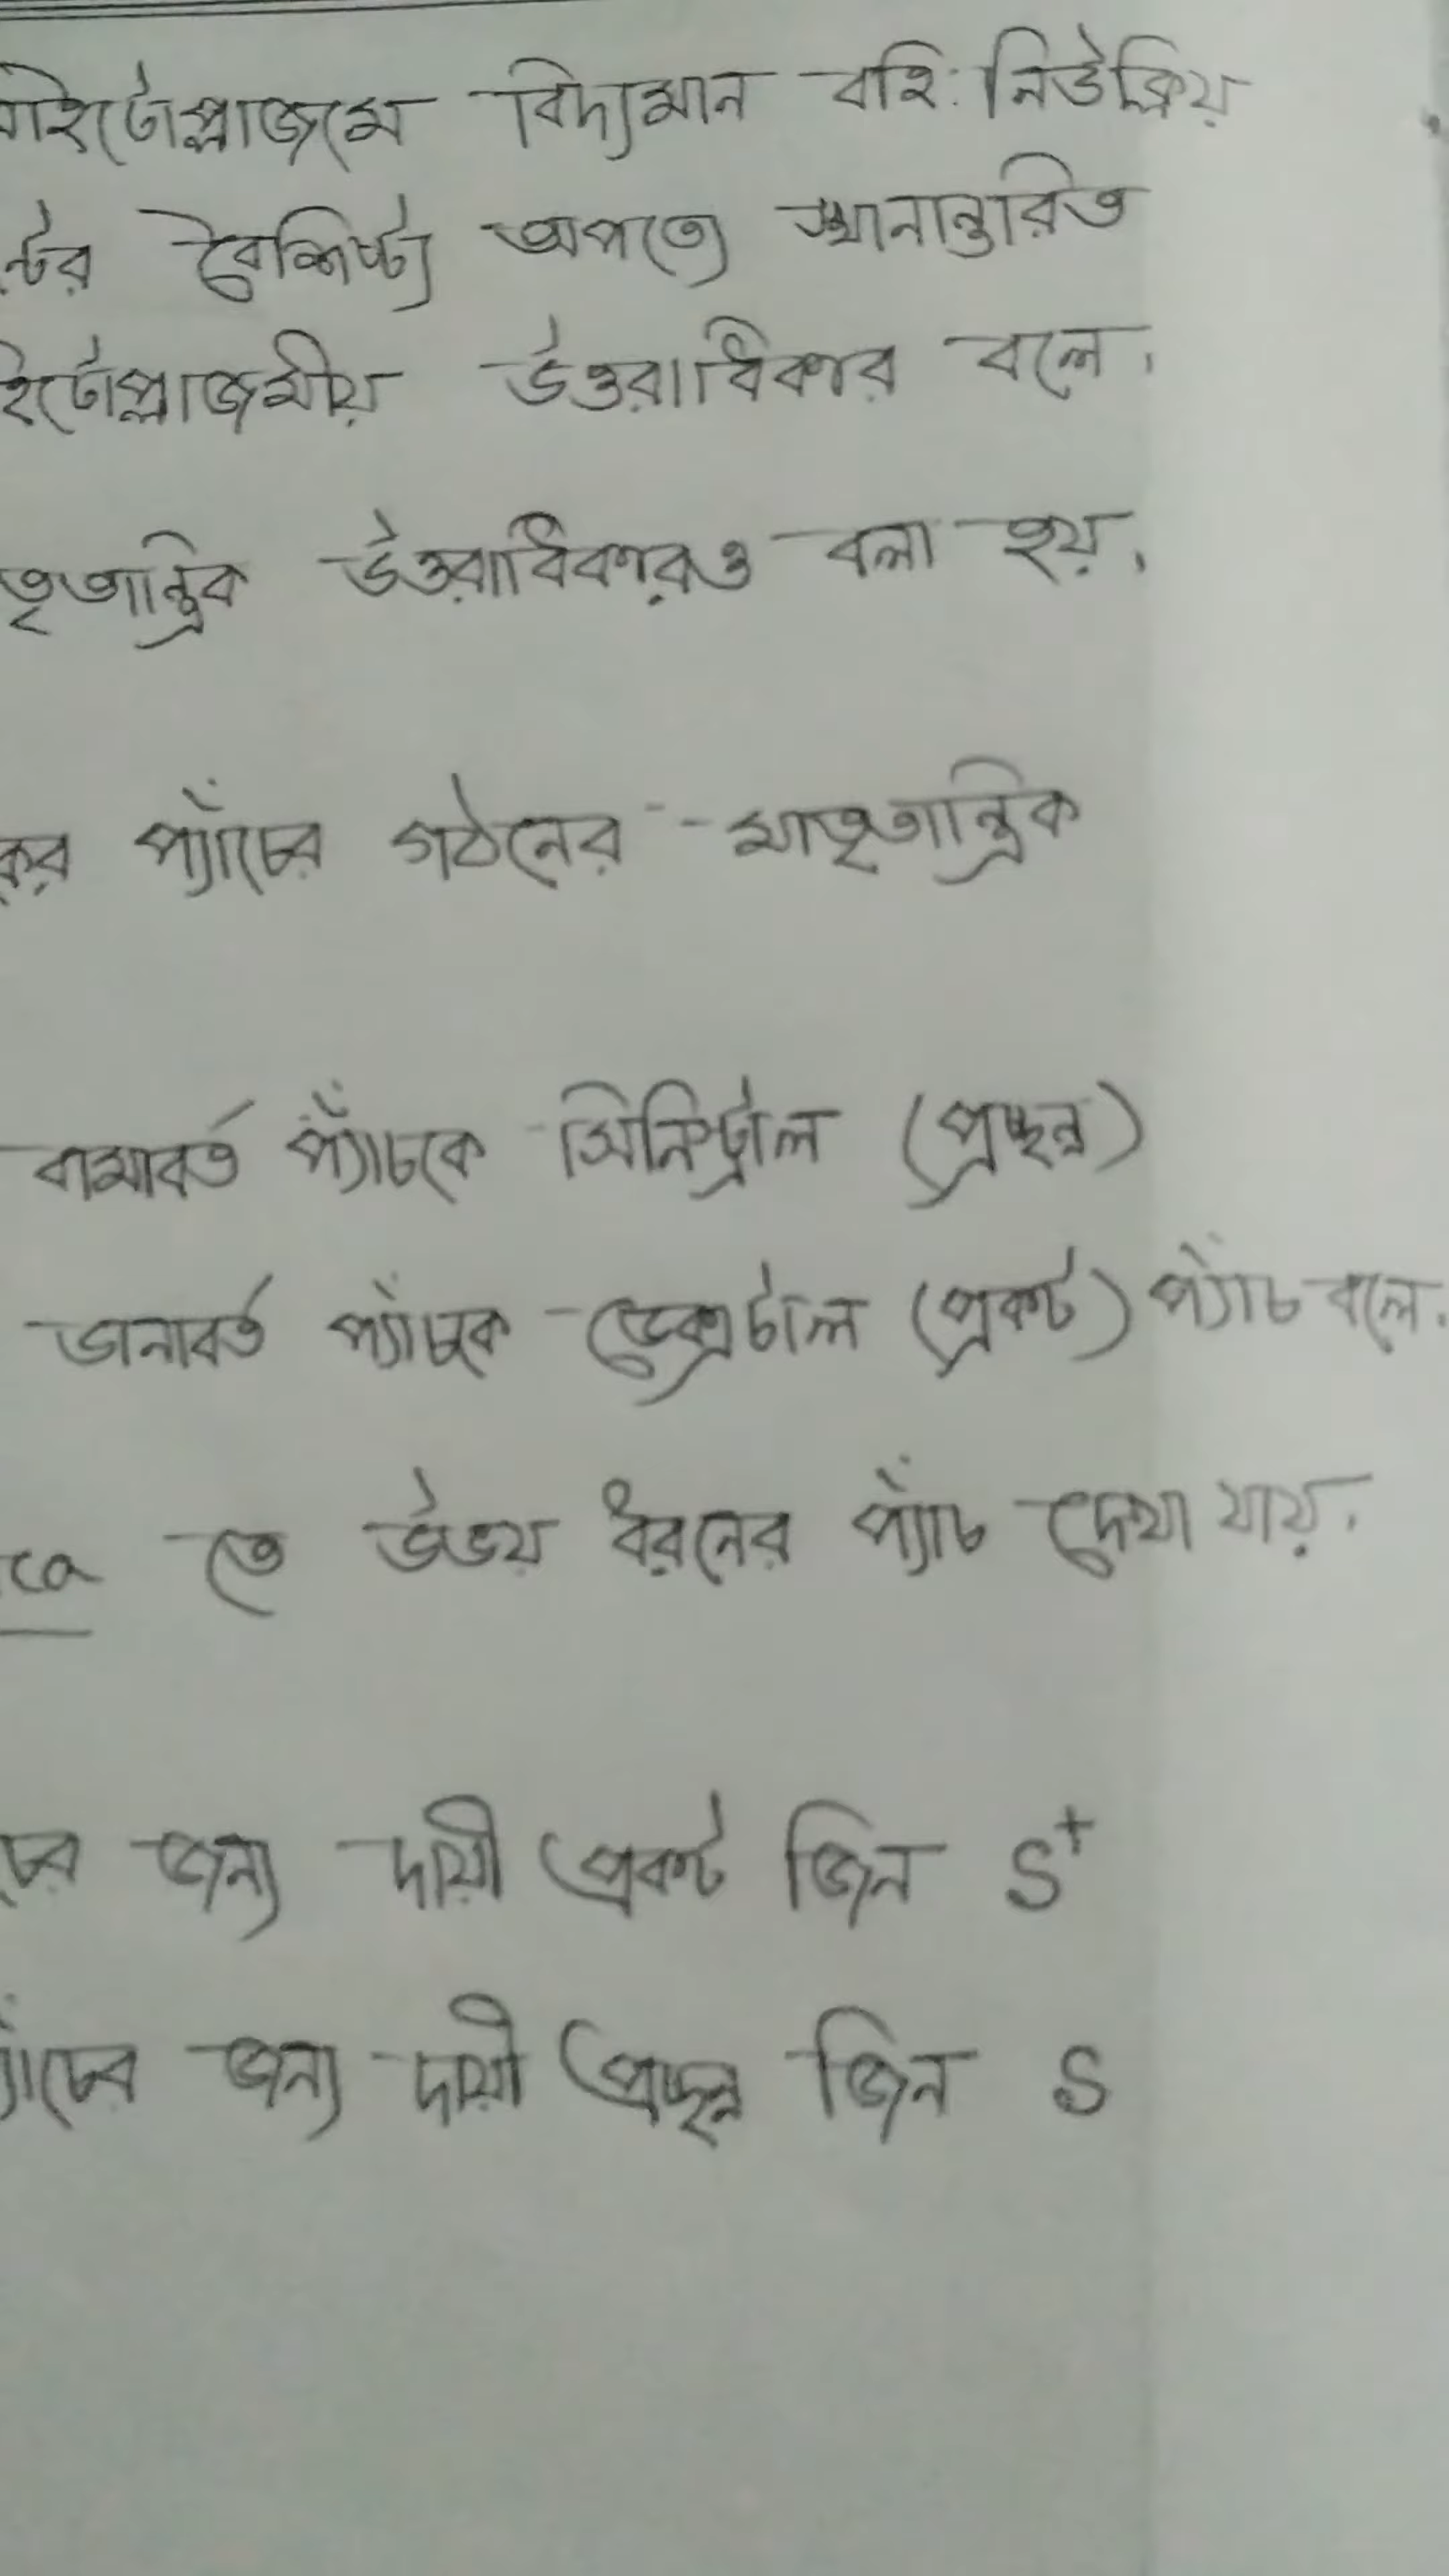 সাইটোপ্লাজমে বিদ্যমান বহি: নিউক্লিয়
ন্টের বৈশিষ্ট্য অপত্যে স্থানান্তরিত
ইটোপ্লাজমীয় উত্তরাধিকার বলে।
তৃতান্ত্রিক উত্তরাধিকারও বলা হয়।
কের প্যাঁচের গঠনের মাতৃতান্ত্রিক
বামাবর্ত প্যাঁচকে সিনিস্ট্রাল (প্রচ্ছন্ন)
ডানাবর্ত প্যাঁচকে ডেক্সট্রাল (প্রকট) প্যাঁচ বলে।
ca তে উভয় ধরনের প্যাঁচ দেখা যায়।
চের জন্য দায়ী প্রকট জিন S⁺
্যাঁচের জন্য দায়ী প্রচ্ছন্ন জিন S